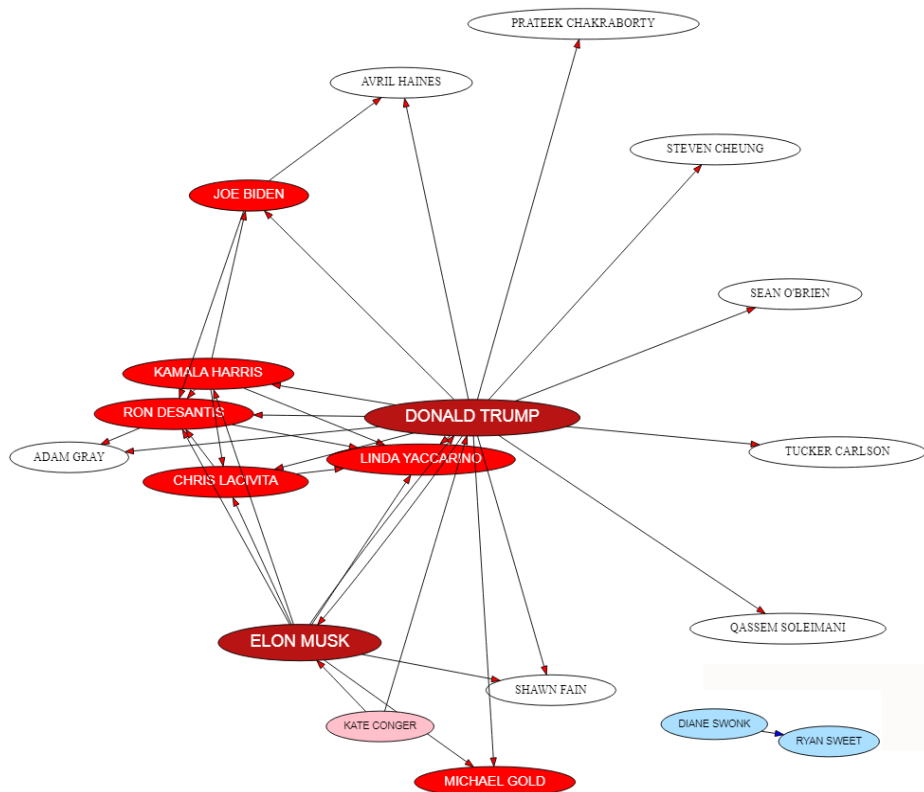 PRATEEK CHAKRABORTY
AVRIL HAINES
STEVEN CHEUNG
JOE BIDEN
SEAN O'BRIEN
KAMALA HARRIS
RON DESANTIS
DONALD TRUMP
ADAM GRAY
LINDA YACCARINO
TUCKER CARLSON
CHRIS LACIVITA
QASSEM SOLEIMANI
ELON MUSK
SHAWN FAIN
KATE CONGER
DIANE SWONK
RYAN SWEET
MICHAEL GOLD